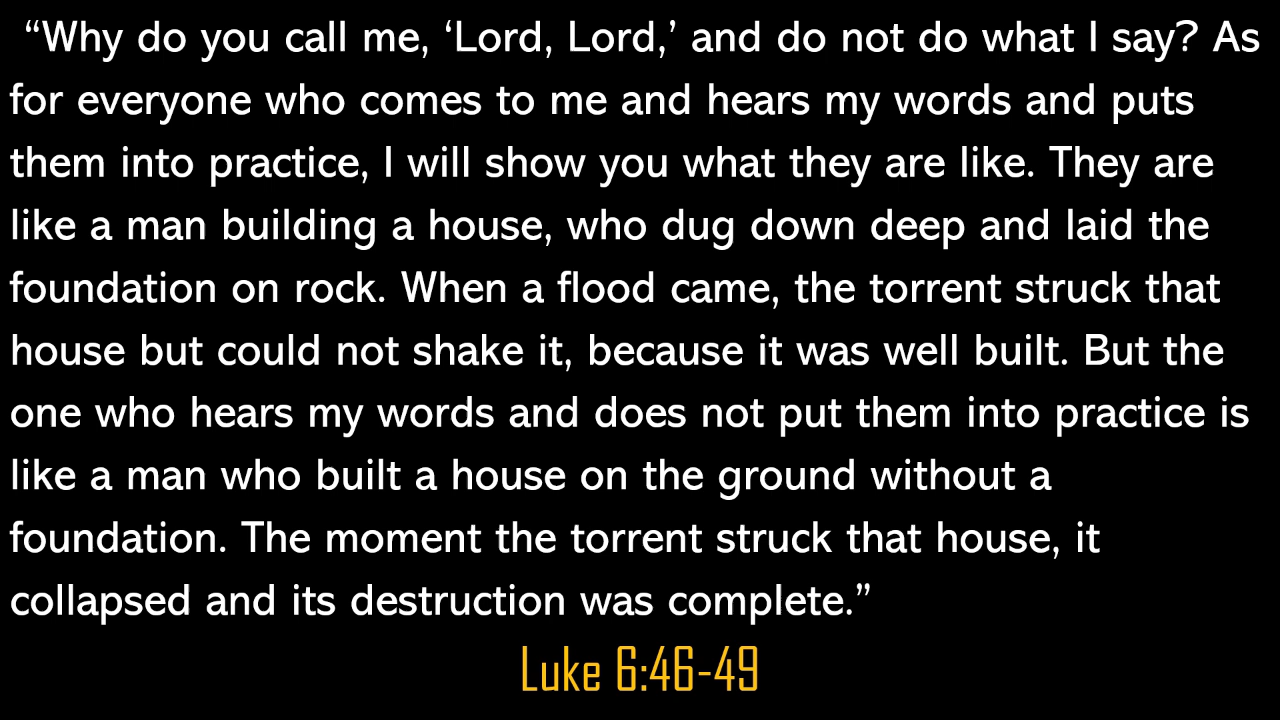 “Why do you call me, ‘Lord, Lord,’ and do not do what I say? As
for everyone who comes to me and hears my words and puts
them into practice, I will show you what they are like. They are
like a man building a house, who dug down deep and laid the
foundation on rock. When a flood came, the torrent struck that
house but could not shake it, because it was well built. But the
one who hears my words and does not put them into practice is
like a man who built a house on the ground without a
foundation. The moment the torrent struck that house, it
collapsed and its destruction was complete.”
Luke 6:46-49